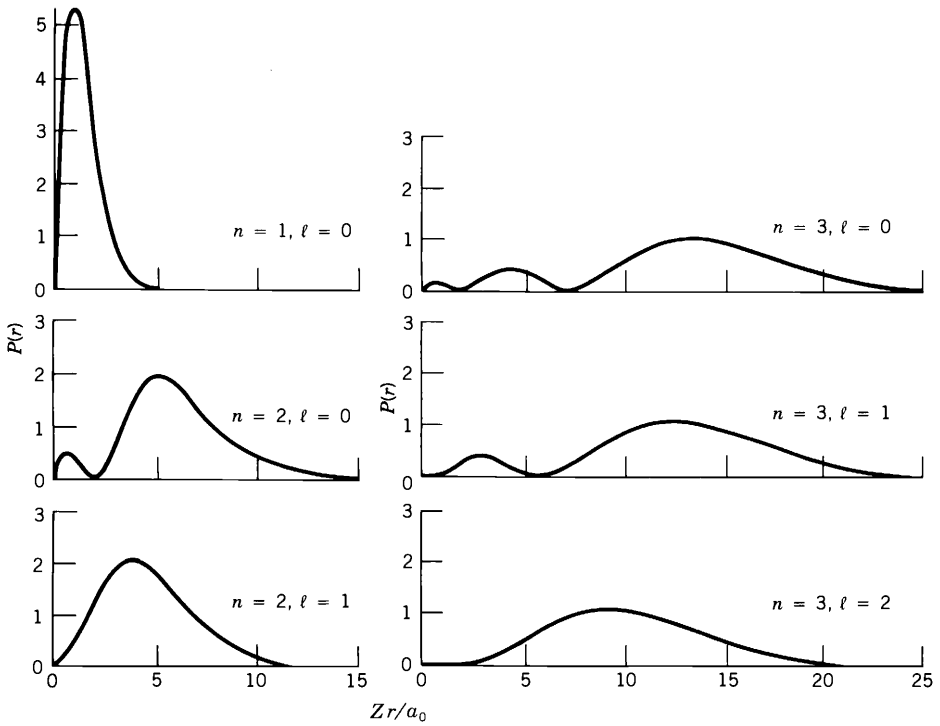 5
4
3
2
1
0
n = 1, ℓ = 0
3
2
1
0
n = 2, ℓ = 0
P(r)
3
2
1
0
n = 2, ℓ = 1
0 5 10 15
3
2
1
0
n = 3, ℓ = 0
3
2
1
0
n = 3, ℓ = 1
P(r)
3
2
1
0
n = 3, ℓ = 2
0 5 10 15 20 25
Zr/a₀